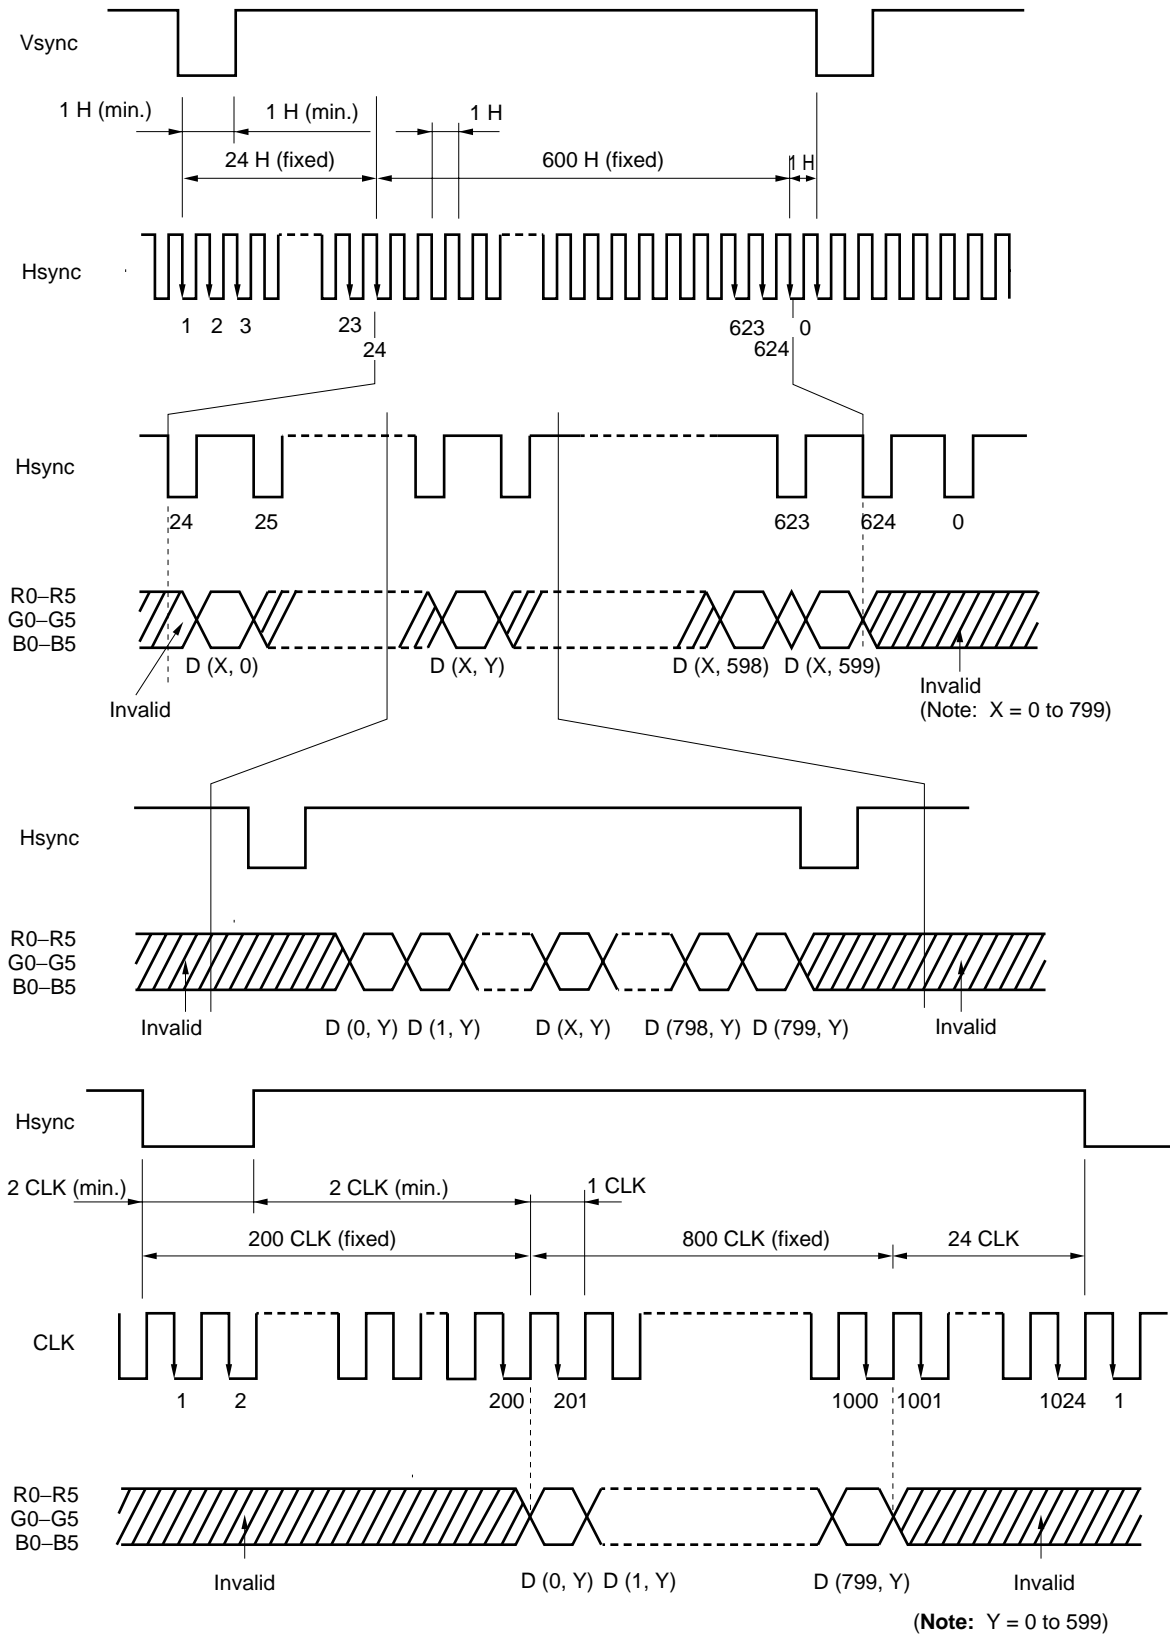 Vsync
1 H (min.)
1 H (min.)
1 H
24 H (fixed)
600 H (fixed)
1 H
Hsync
1
2
3
23
24
623
624
0
Hsync
24
25
623
624
0
R0–R5
G0–G5
B0–B5
D (X, 0)
D (X, Y)
D (X, 598)
D (X, 599)
Invalid
Invalid
(Note: X = 0 to 799)
Hsync
R0–R5
G0–G5
B0–B5
Invalid
D (0, Y)
D (1, Y)
D (X, Y)
D (798, Y)
D (799, Y)
Invalid
Hsync
2 CLK (min.)
2 CLK (min.)
1 CLK
200 CLK (fixed)
800 CLK (fixed)
24 CLK
CLK
1
2
200
201
1000
1001
1024
1
R0–R5
G0–G5
B0–B5
Invalid
D (0, Y)
D (1, Y)
D (799, Y)
Invalid
(Note: Y = 0 to 599)